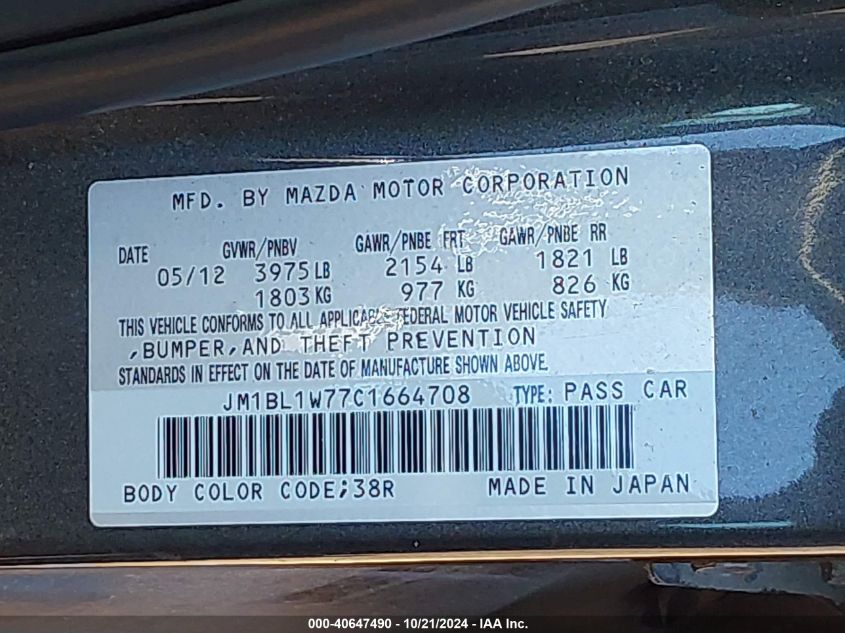 MFD. BY MAZDA MOTOR CORPORATION
DATE GVWR/PNBV GAWR/PNBE FRT GAWR/PNBE RR
05/12 3975 LB 2154 LB 1821 LB
1803 KG 977 KG 826 KG
THIS VEHICLE CONFORMS TO ALL APPLICABLE FEDERAL MOTOR VEHICLE SAFETY
,BUMPER,AND THEFT PREVENTION
STANDARDS IN EFFECT ON THE DATE OF MANUFACTURE SHOWN ABOVE.
JM1BL1W77C1664708 TYPE: PASS CAR
BODY COLOR CODE;38R MADE IN JAPAN
000-40647490 - 10/21/2024 - IAA Inc.